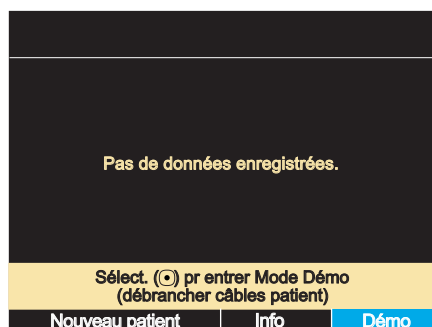 Pas de données enregistrées.
Sélect. (⊙) pr entrer Mode Démo
(débrancher câbles patient)
Nouveau patient Info Démo